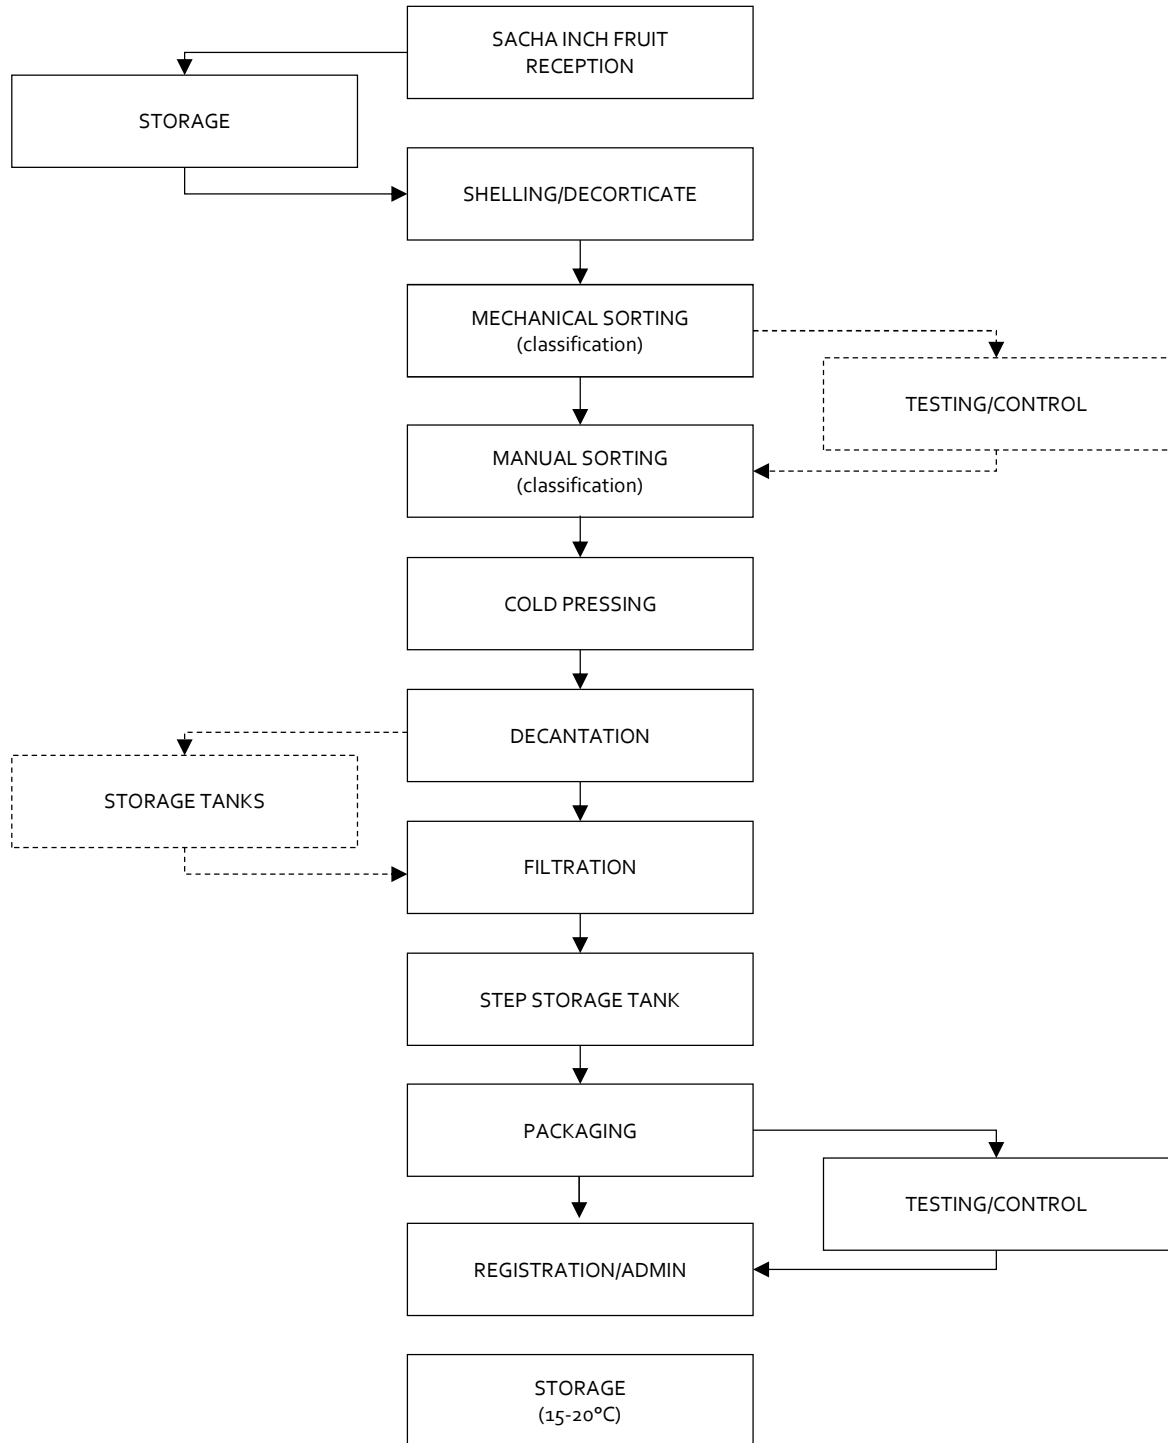 SACHA INCH FRUIT
RECEPTION
STORAGE
SHELLING/DECORTICATE
MECHANICAL SORTING
(classification)
TESTING/CONTROL
MANUAL SORTING
(classification)
COLD PRESSING
DECANTATION
STORAGE TANKS
FILTRATION
STEP STORAGE TANK
PACKAGING
TESTING/CONTROL
REGISTRATION/ADMIN
STORAGE
(15-20°C)